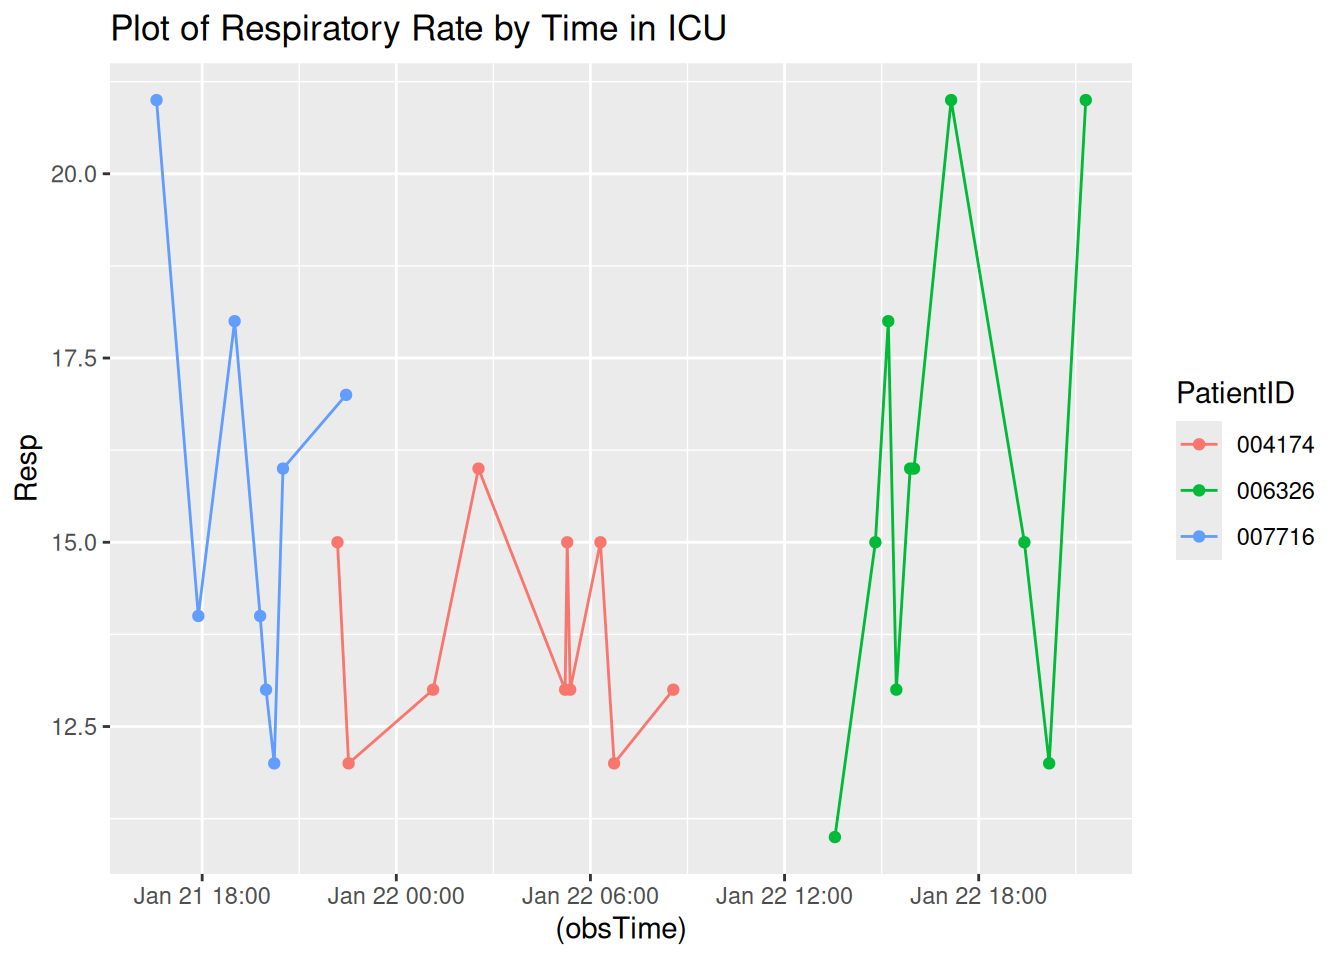 Plot of Respiratory Rate by Time in ICU
20.0
17.5
15.0
12.5
Resp
Jan 21 18:00
Jan 22 00:00
Jan 22 06:00
Jan 22 12:00
Jan 22 18:00
(obsTime)
PatientID
004174
006326
007716